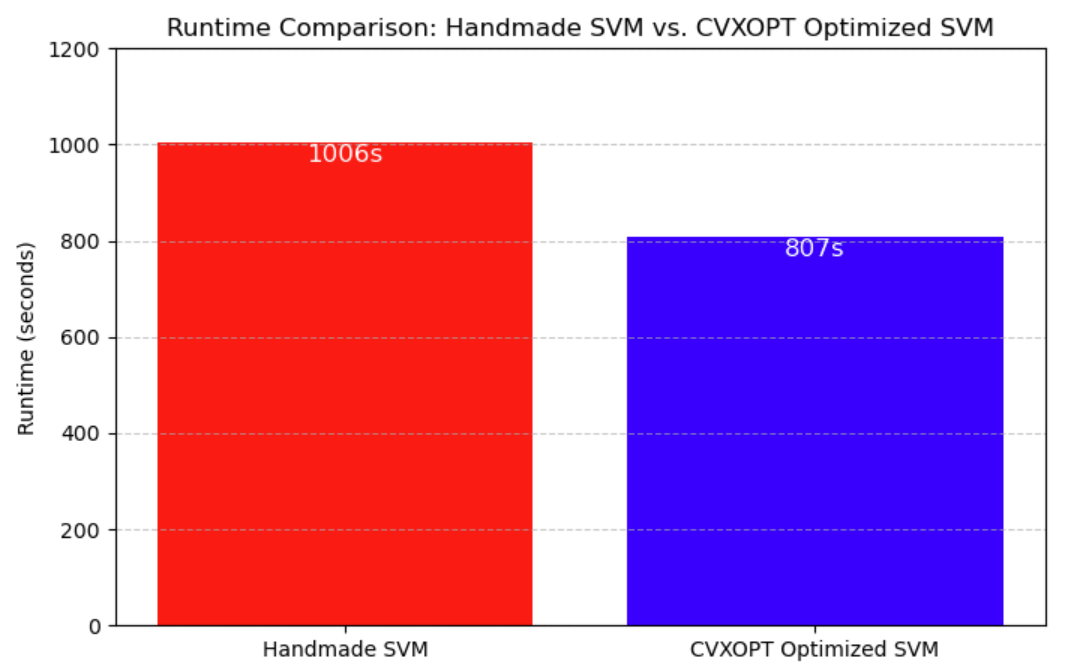 Runtime Comparison: Handmade SVM vs. CVXOPT Optimized SVM
1200
1000
800
600
400
200
0
Runtime (seconds)
1006s
807s
Handmade SVM
CVXOPT Optimized SVM